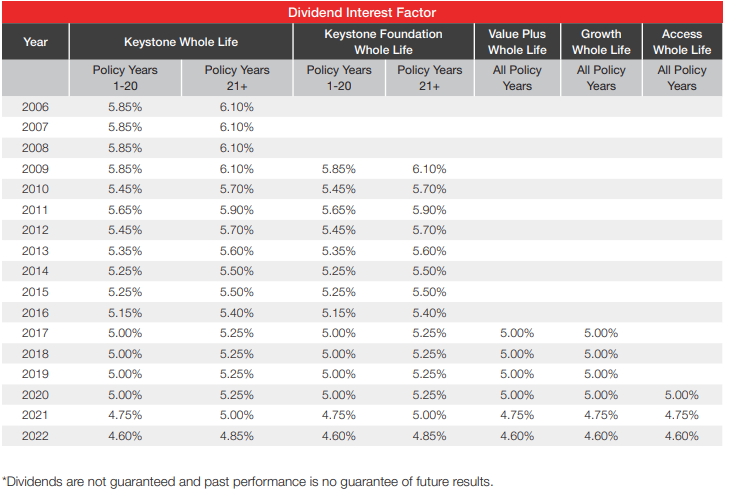 Dividend Interest Factor
Year Keystone Whole Life Keystone Foundation Whole Life Value Plus Whole Life Growth Whole Life Access Whole Life
Policy Years 1-20 Policy Years 21+ Policy Years 1-20 Policy Years 21+ All Policy Years All Policy Years All Policy Years
2006 5.85% 6.10%
2007 5.85% 6.10%
2008 5.85% 6.10%
2009 5.85% 6.10% 5.85% 6.10%
2010 5.45% 5.70% 5.45% 5.70%
2011 5.65% 5.90% 5.65% 5.90%
2012 5.45% 5.70% 5.45% 5.70%
2013 5.35% 5.60% 5.35% 5.60%
2014 5.25% 5.50% 5.25% 5.50%
2015 5.25% 5.50% 5.25% 5.50%
2016 5.15% 5.40% 5.15% 5.40%
2017 5.00% 5.25% 5.00% 5.25% 5.00% 5.00%
2018 5.00% 5.25% 5.00% 5.25% 5.00% 5.00%
2019 5.00% 5.25% 5.00% 5.25% 5.00% 5.00%
2020 5.00% 5.25% 5.00% 5.25% 5.00% 5.00% 5.00%
2021 4.75% 5.00% 4.75% 5.00% 4.75% 4.75% 4.75%
2022 4.60% 4.85% 4.60% 4.85% 4.60% 4.60% 4.60%
*Dividends are not guaranteed and past performance is no guarantee of future results.